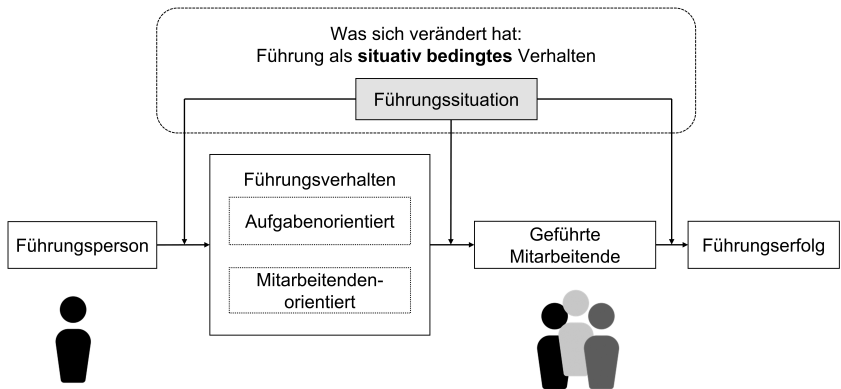 Was sich verändert hat:
Führung als situativ bedingtes Verhalten
Führungssituation
Führungsverhalten
Aufgabenorientiert
Mitarbeitenden-
orientiert
Führungsperson
Geführte
Mitarbeitende
Führungserfolg